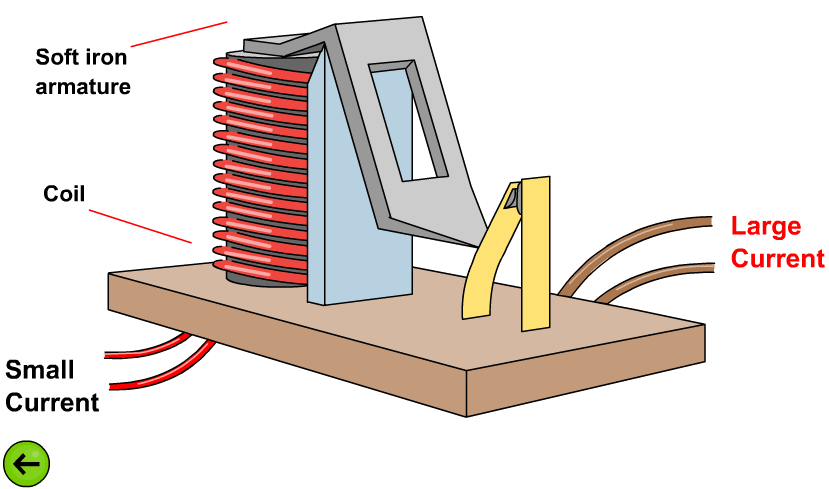 Soft iron
armature
Coil
Large
Current
Small
Current